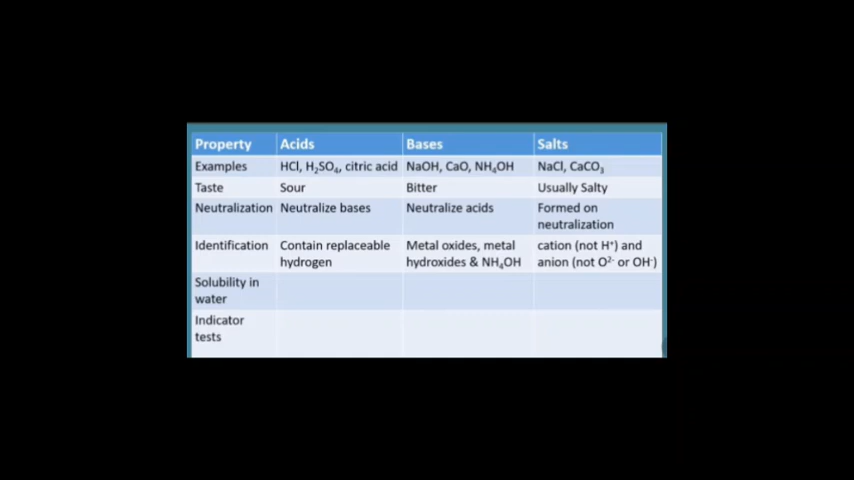 Property Acids Bases Salts
Examples HCl, H₂SO₄, citric acid NaOH, CaO, NH₄OH NaCl, CaCO₃
Taste Sour Bitter Usually Salty
Neutralization Neutralize bases Neutralize acids Formed on
neutralization
Identification Contain replaceable Metal oxides, metal cation (not H⁺) and
hydrogen hydroxides & NH₄OH anion (not O²⁻ or OH⁻)
Solubility in
water
Indicator
tests